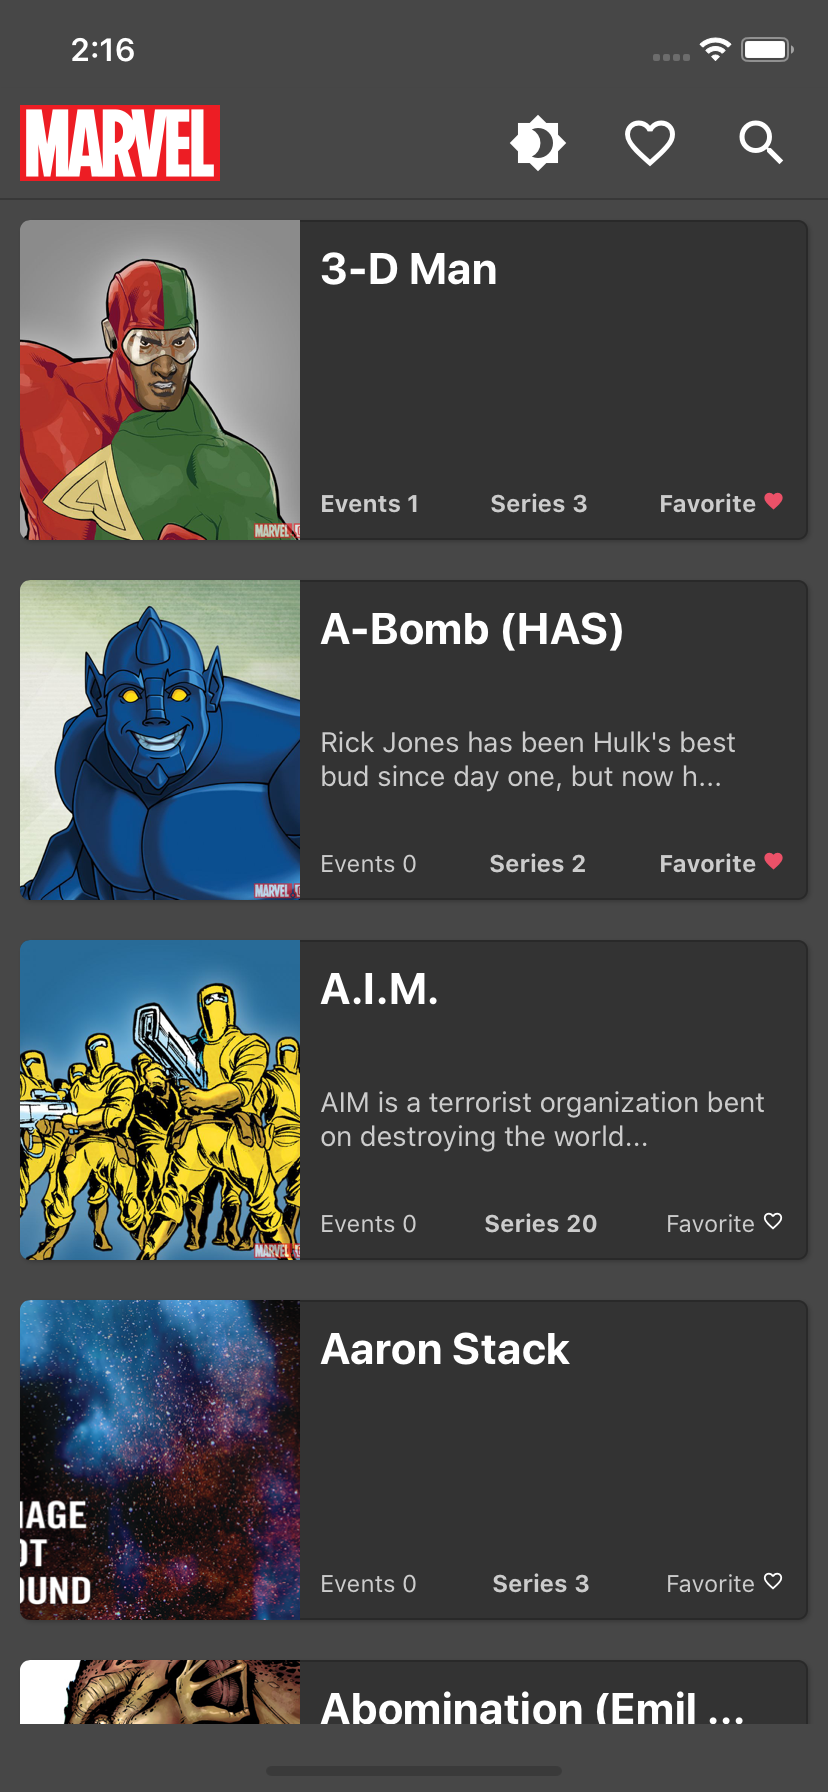 2:16
MARVEL
3-D Man
MARVEL
Events 1 Series 3 Favorite
A-Bomb (HAS)
Rick Jones has been Hulk's best
bud since day one, but now h...
MARVEL
Events 0 Series 2 Favorite
A.I.M.
AIM is a terrorist organization bent
on destroying the world...
MARVEL
Events 0 Series 20 Favorite
Aaron Stack
IAGE
OT
OUND
Events 0 Series 3 Favorite
Abomination (Emil ...